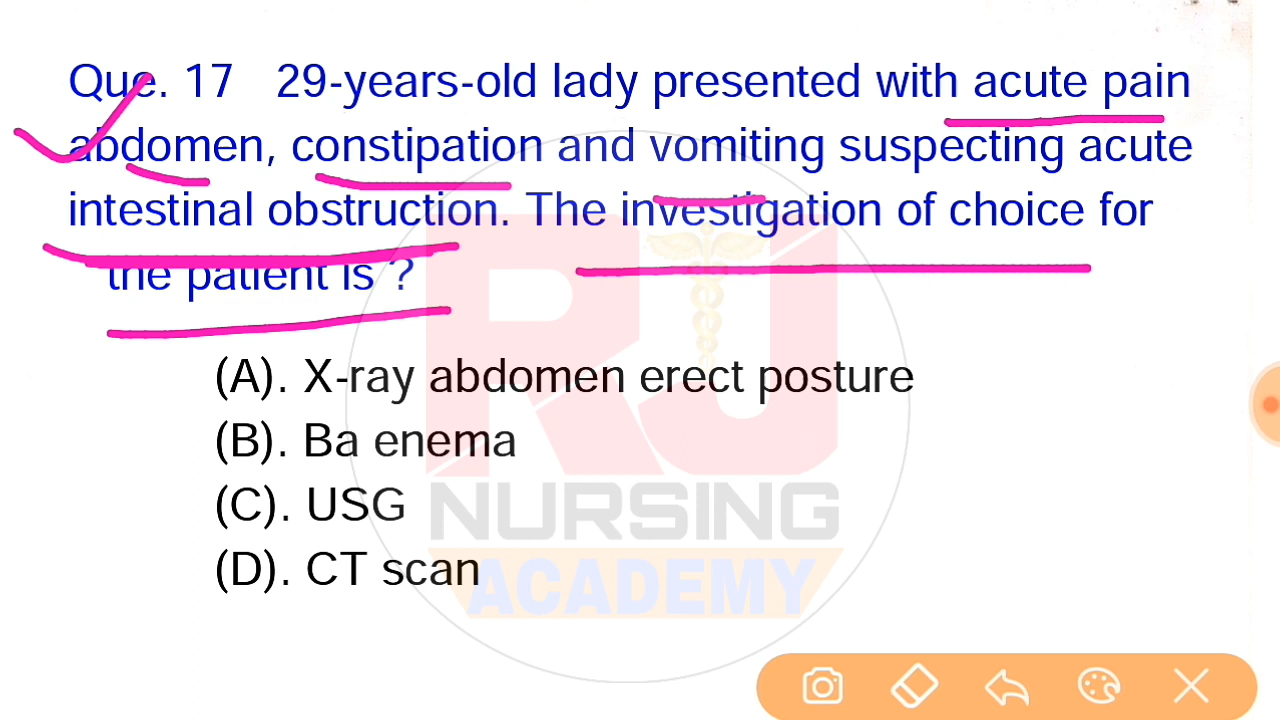 Que. 17 29-years-old lady presented with acute pain
abdomen, constipation and vomiting suspecting acute
intestinal obstruction. The investigation of choice for
the patient is ?
(A). X-ray abdomen erect posture
(B). Ba enema
(C). USG
(D). CT scan
RJ
NURSING
ACADEMY